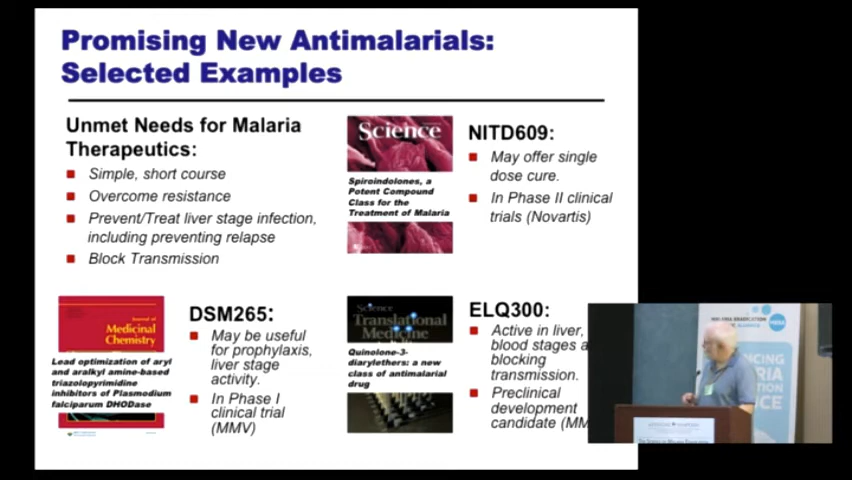 Promising New Antimalarials:
Selected Examples
Unmet Needs for Malaria
Therapeutics:
Simple, short course
Overcome resistance
Prevent/Treat liver stage infection,
including preventing relapse
Block Transmission
Science
Spiroindolones, a
Potent Compound
Class for the
Treatment of Malaria
NITD609:
May offer single
dose cure.
In Phase II clinical
trials (Novartis)
Journal of
Medicinal
Chemistry
Lead optimization of aryl
and aralkyl amine-based
triazolopyrimidine
inhibitors of Plasmodium
falciparum DHODase
DSM265:
May be useful
for prophylaxis,
liver stage
activity.
In Phase I
clinical trial
(MMV)
Science
Translational
Medicine
Quinolone-3-
diarylethers: a new
class of antimalarial
drug
ELQ300:
Active in liver,
blood stages a
blocking
transmission.
Preclinical
development
candidate (MM